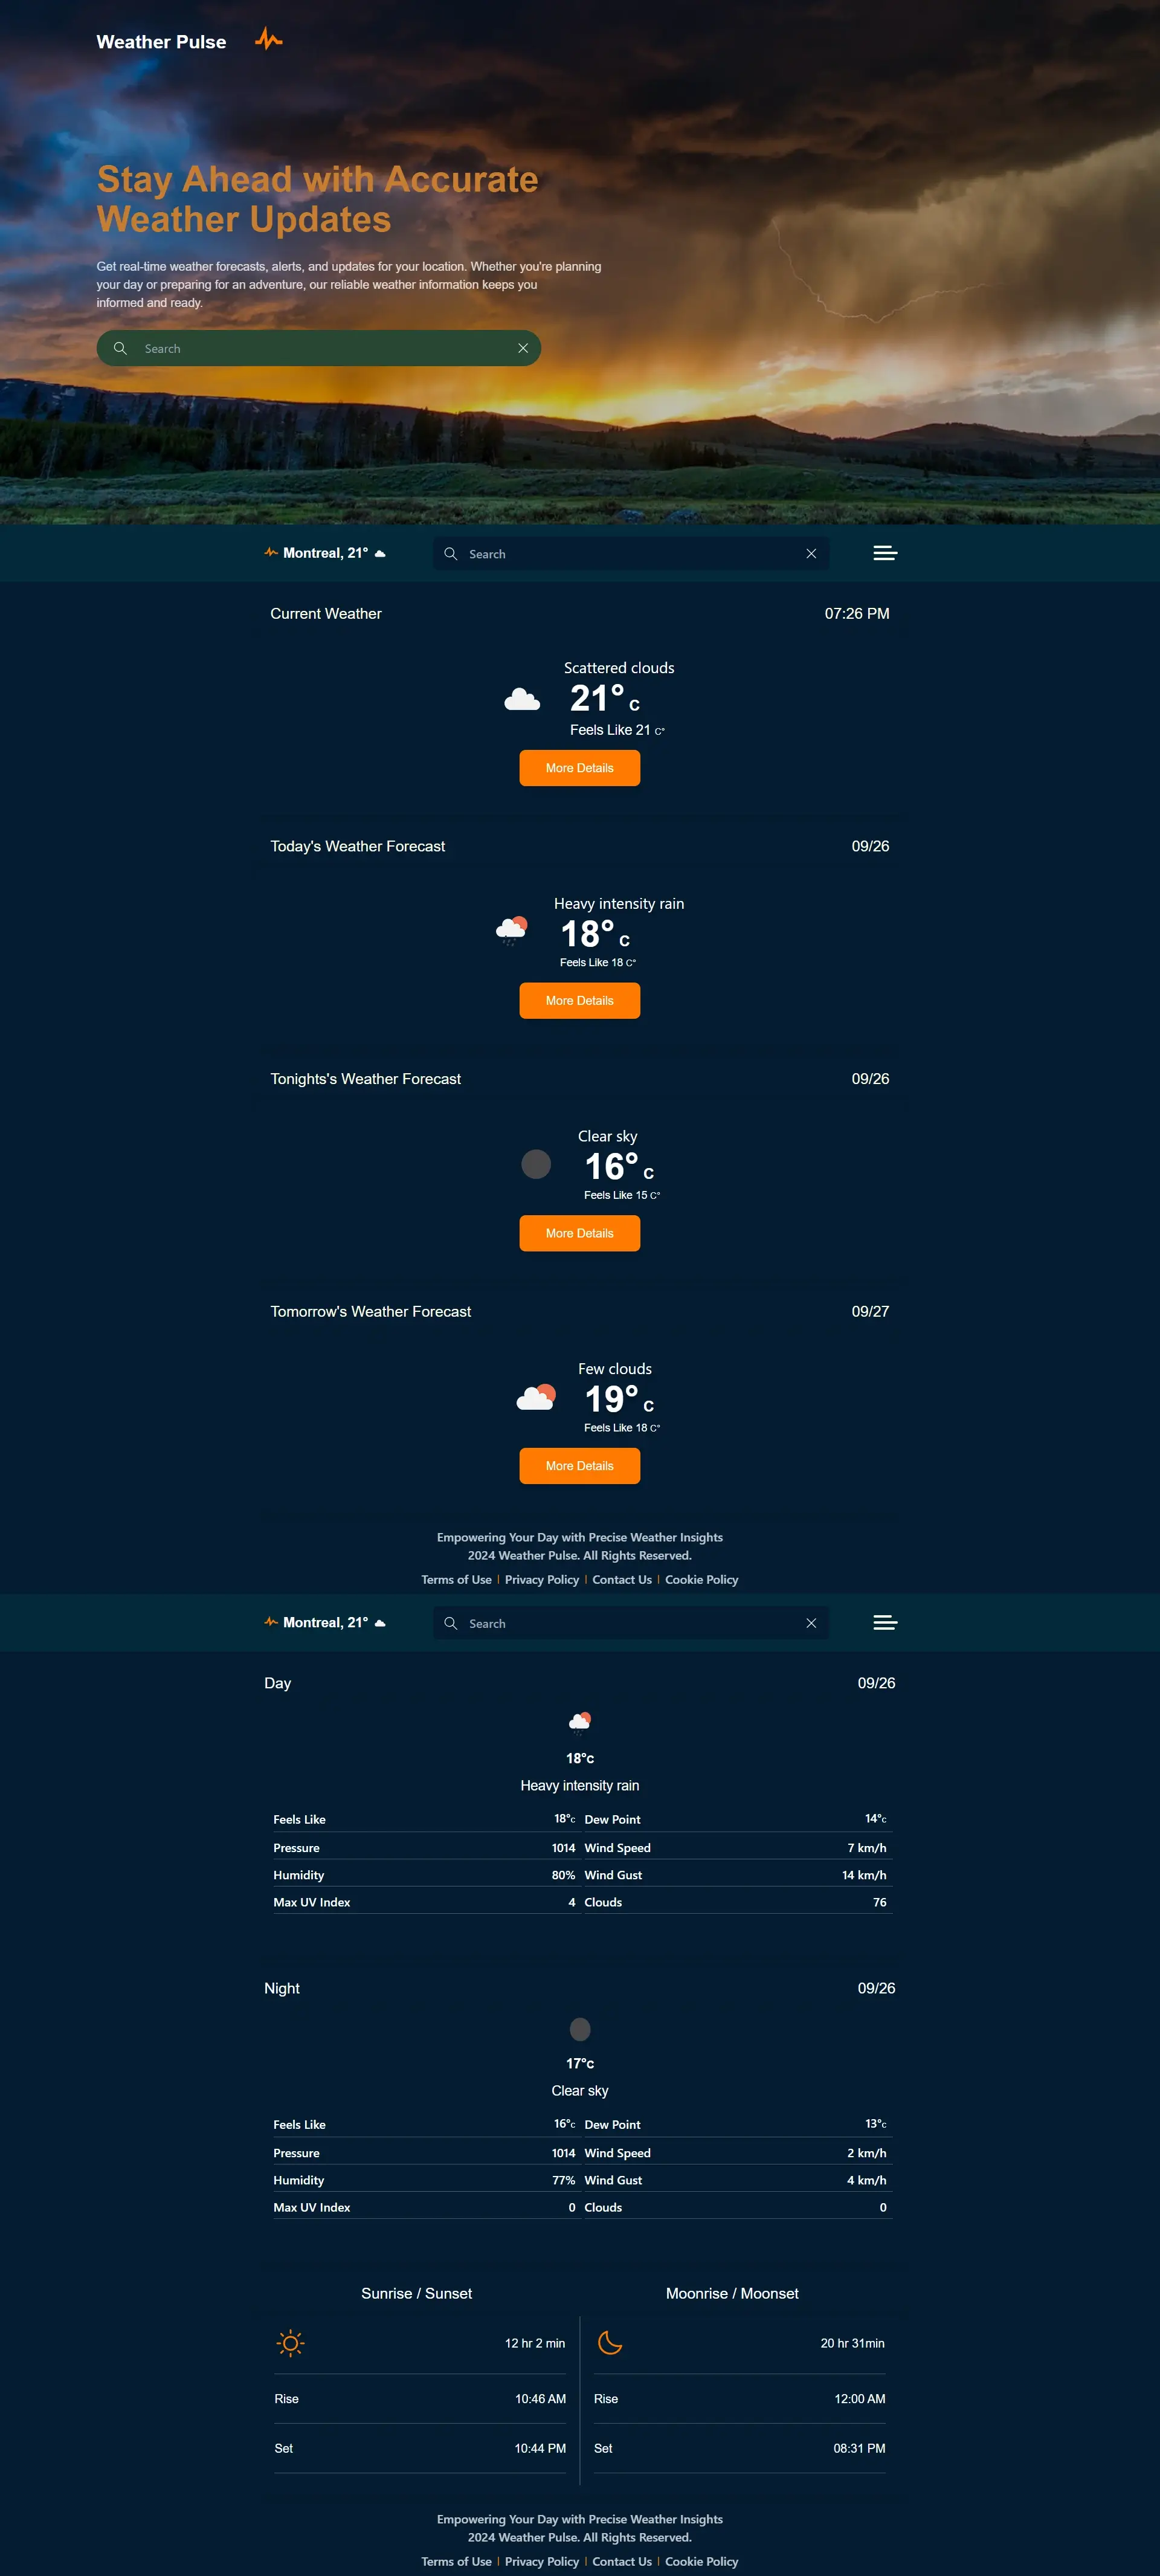 Weather Pulse
Stay Ahead with Accurate
Weather Updates
Get real-time weather forecasts, alerts, and updates for your location. Whether you're planning
your day or preparing for an adventure, our reliable weather information keeps you
informed and ready.
Search
Montreal, 21°
Search
Current Weather 07:26 PM
Scattered clouds
21° C
Feels Like 21 C°
More Details
Today's Weather Forecast 09/26
Heavy intensity rain
18° C
Feels Like 18 C°
More Details
Tonights's Weather Forecast 09/26
Clear sky
16° C
Feels Like 15 C°
More Details
Tomorrow's Weather Forecast 09/27
Few clouds
19° C
Feels Like 18 C°
More Details
Empowering Your Day with Precise Weather Insights
2024 Weather Pulse. All Rights Reserved.
Terms of Use | Privacy Policy | Contact Us | Cookie Policy
Montreal, 21°
Search
Day 09/26
18°C
Heavy intensity rain
Feels Like 18°c Dew Point 14°c
Pressure 1014 Wind Speed 7 km/h
Humidity 80% Wind Gust 14 km/h
Max UV Index 4 Clouds 76
Night 09/26
17°C
Clear sky
Feels Like 16°c Dew Point 13°c
Pressure 1014 Wind Speed 2 km/h
Humidity 77% Wind Gust 4 km/h
Max UV Index 0 Clouds 0
Sunrise / Sunset Moonrise / Moonset
12 hr 2 min 20 hr 31min
Rise 10:46 AM Rise 12:00 AM
Set 10:44 PM Set 08:31 PM
Empowering Your Day with Precise Weather Insights
2024 Weather Pulse. All Rights Reserved.
Terms of Use | Privacy Policy | Contact Us | Cookie Policy